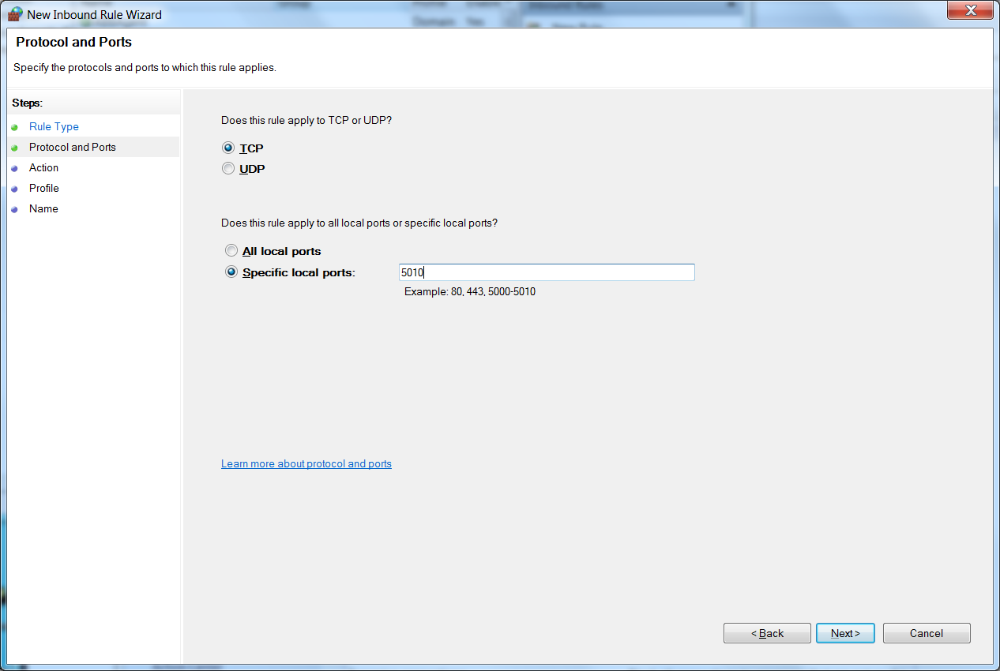 New Inbound Rule Wizard
Protocol and Ports
Specify the protocols and ports to which this rule applies.
Steps:
Rule Type
Protocol and Ports
Action
Profile
Name
Does this rule apply to TCP or UDP?
TCP
UDP
Does this rule apply to all local ports or specific local ports?
All local ports
Specific local ports: 5010
Example: 80, 443, 5000-5010
Learn more about protocol and ports
< Back Next > Cancel